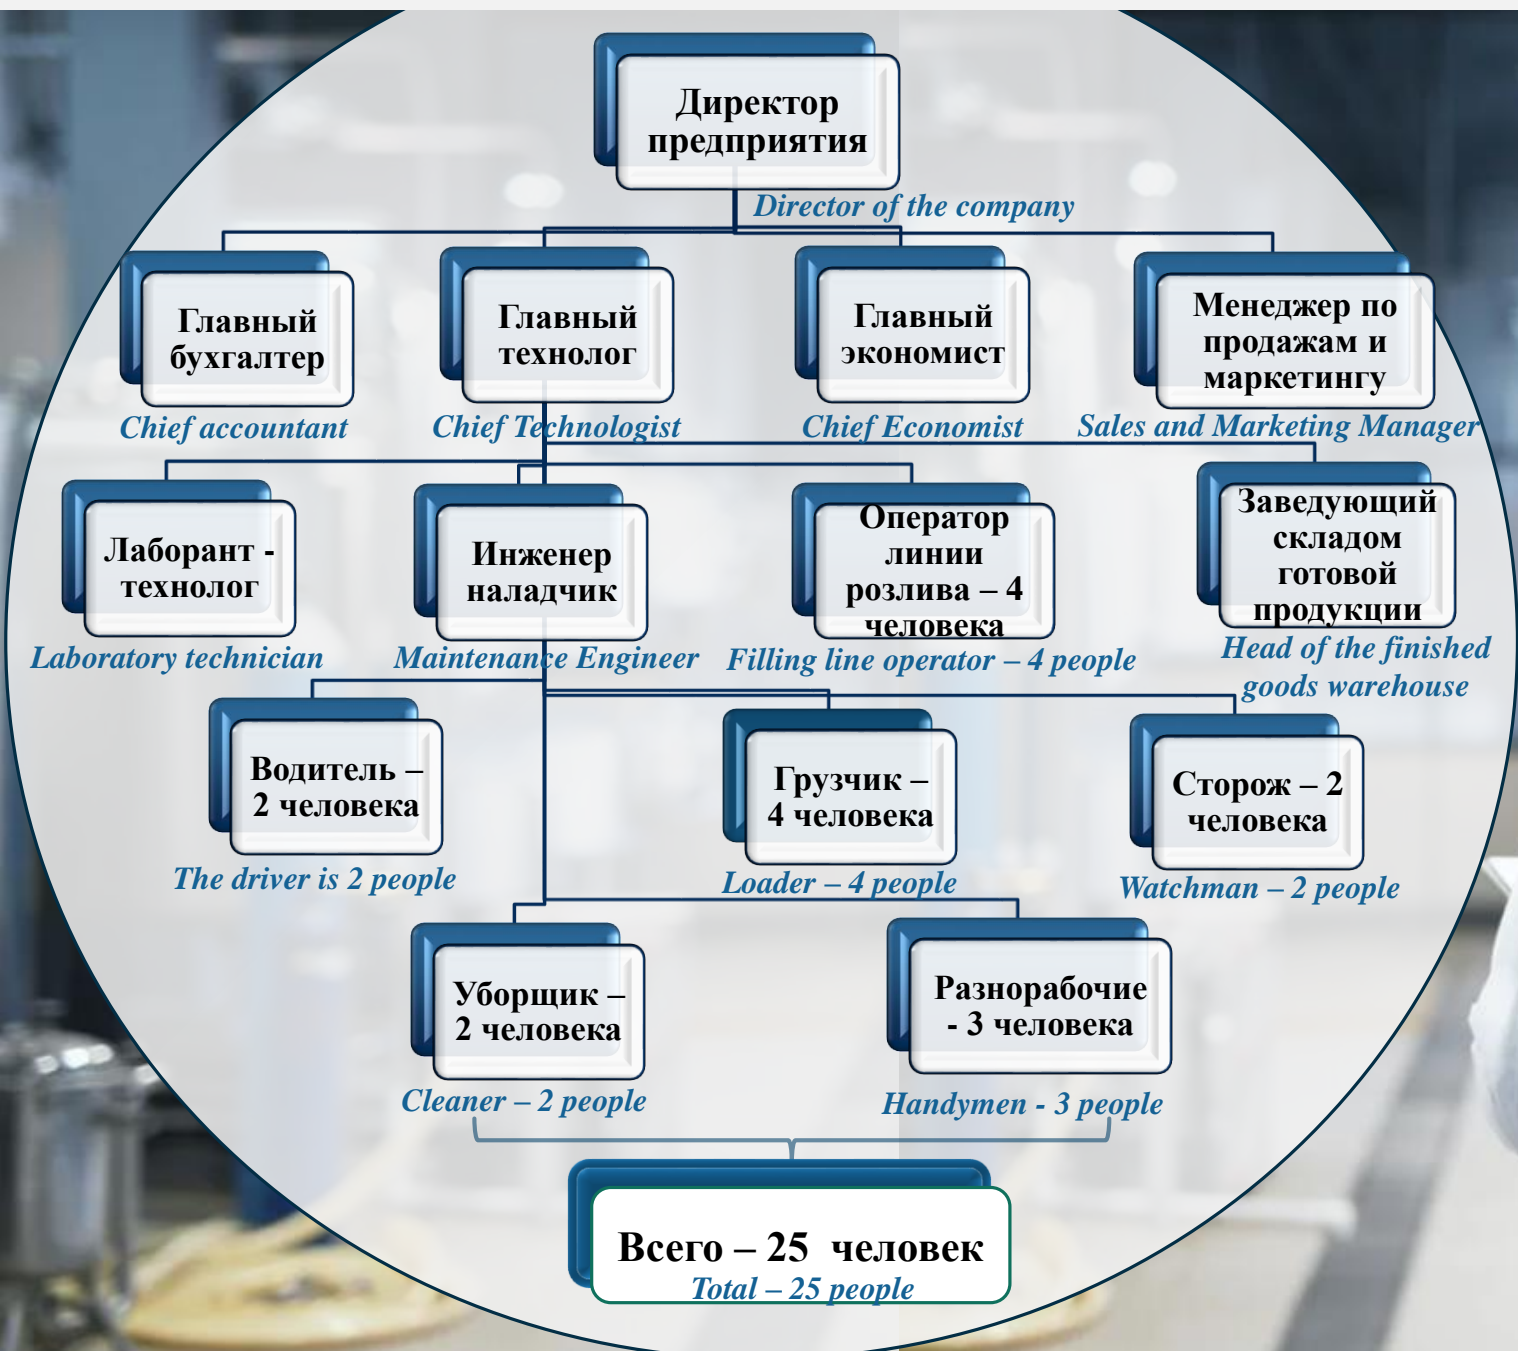 Директор
предприятия
Director of the company
Главный
бухгалтер
Chief accountant
Главный
технолог
Chief Technologist
Главный
экономист
Chief Economist
Менеджер по
продажам и
маркетингу
Sales and Marketing Manager
Лаборант -
технолог
Laboratory technician
Инженер
наладчик
Maintenance Engineer
Оператор
линии
розлива – 4
человека
Filling line operator – 4 people
Заведующий
складом
готовой
продукции
Head of the finished
goods warehouse
Водитель –
2 человека
The driver is 2 people
Грузчик –
4 человека
Loader – 4 people
Сторож – 2
человека
Watchman – 2 people
Уборщик –
2 человека
Cleaner – 2 people
Разнорабочие
- 3 человека
Handymen - 3 people
Всего – 25 человек
Total – 25 people